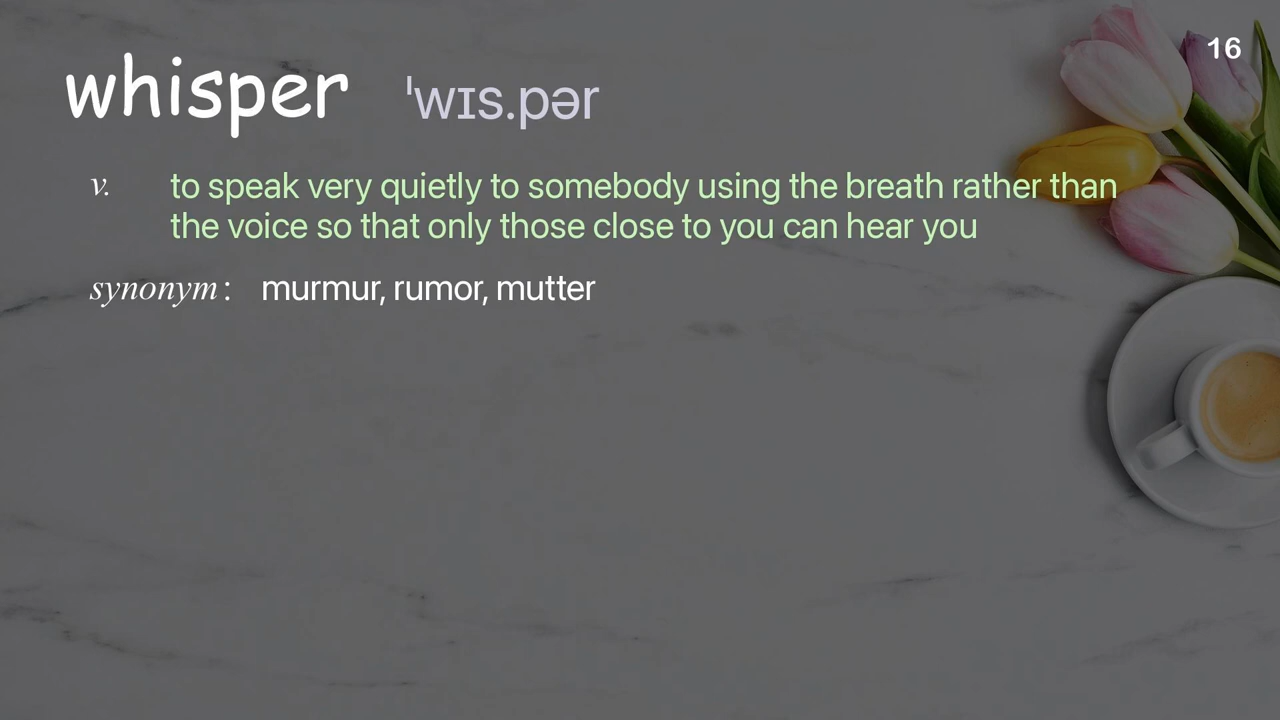 16
whisper ˈwɪs.pər
v. to speak very quietly to somebody using the breath rather than
the voice so that only those close to you can hear you
synonym: murmur, rumor, mutter